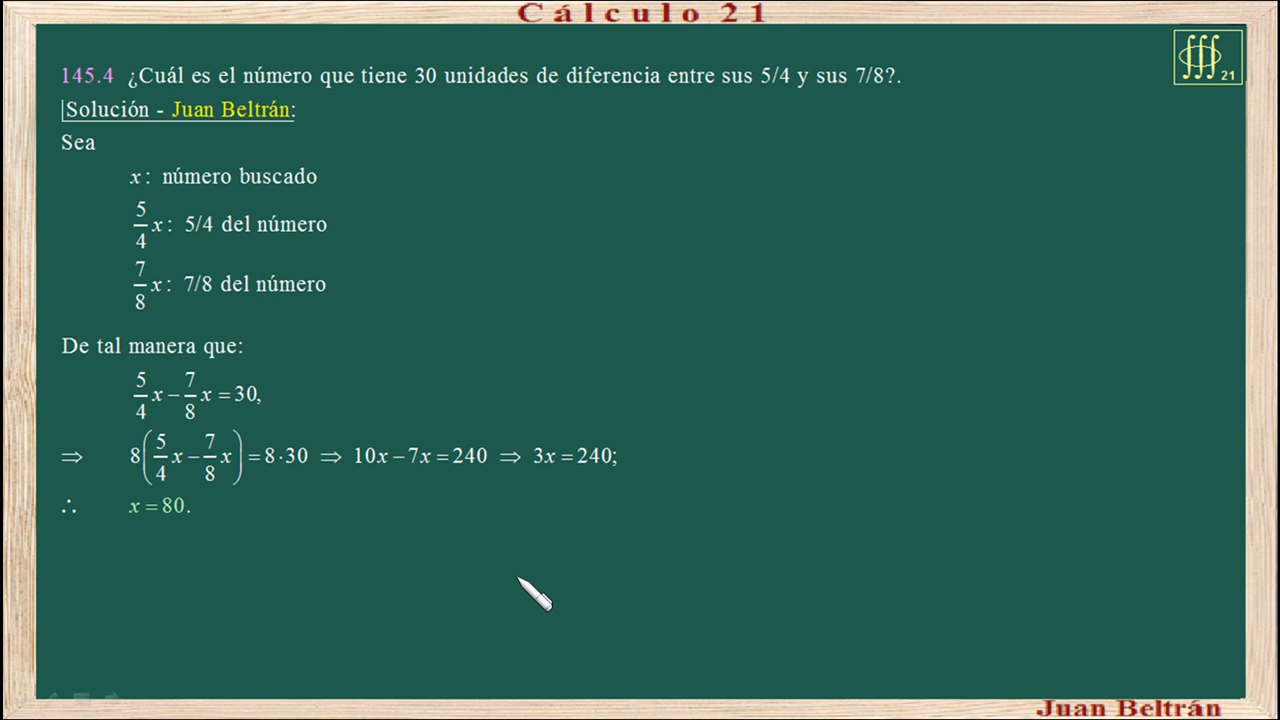 Cálculo 21
∯ 21
145.4 ¿Cuál es el número que tiene 30 unidades de diferencia entre sus 5/4 y sus 7/8?.
Solución - Juan Beltrán:
Sea
x: número buscado
5/4 x: 5/4 del número
7/8 x: 7/8 del número
De tal manera que:
5/4 x − 7/8 x = 30,
⇒ 8(5/4 x − 7/8 x) = 8·30 ⇒ 10x − 7x = 240 ⇒ 3x = 240;
∴ x = 80.
Juan Beltrán